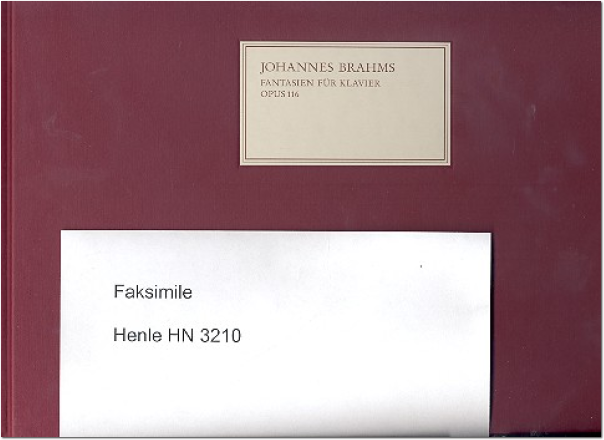 JOHANNES BRAHMS
FANTASIEN FÜR KLAVIER
OPUS 116
Faksimile
Henle HN 3210